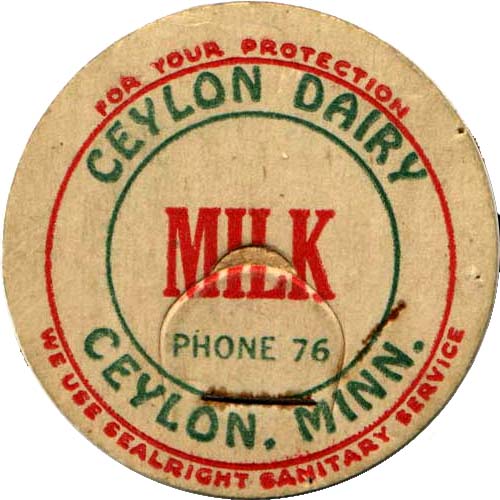 FOR YOUR PROTECTION
CEYLON DAIRY
MILK
PHONE 76
CEYLON, MINN.
WE USE SEALRIGHT SANITARY SERVICE